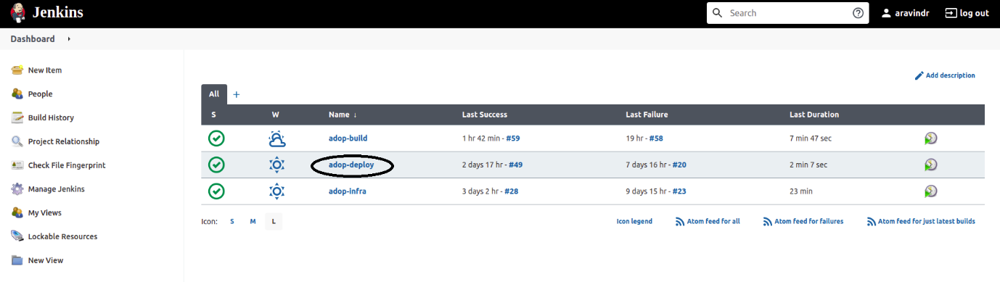 Jenkins
Search
aravindr
log out
Dashboard
New Item
People
Build History
Project Relationship
Check File Fingerprint
Manage Jenkins
My Views
Lockable Resources
New View
Add description
All +
S W Name ↓ Last Success Last Failure Last Duration
adop-build 1 hr 42 min - #59 19 hr - #58 7 min 47 sec
adop-deploy 2 days 17 hr - #49 7 days 16 hr - #20 2 min 7 sec
adop-infra 3 days 2 hr - #28 9 days 15 hr - #23 23 min
Icon: S M L Icon legend Atom feed for all Atom feed for failures Atom feed for just latest builds